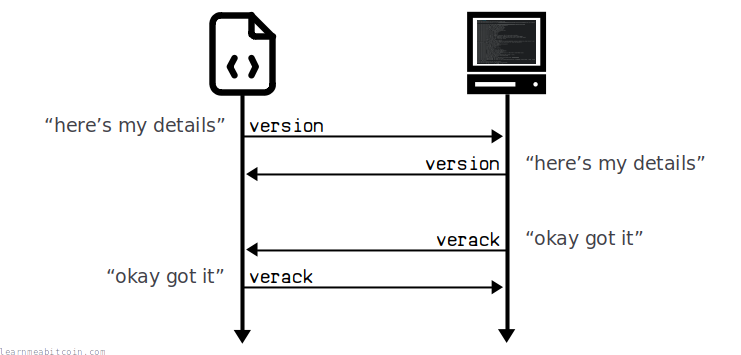 “here’s my details” version
version “here’s my details”
verack “okay got it”
“okay got it” verack
learnmeabitcoin.com